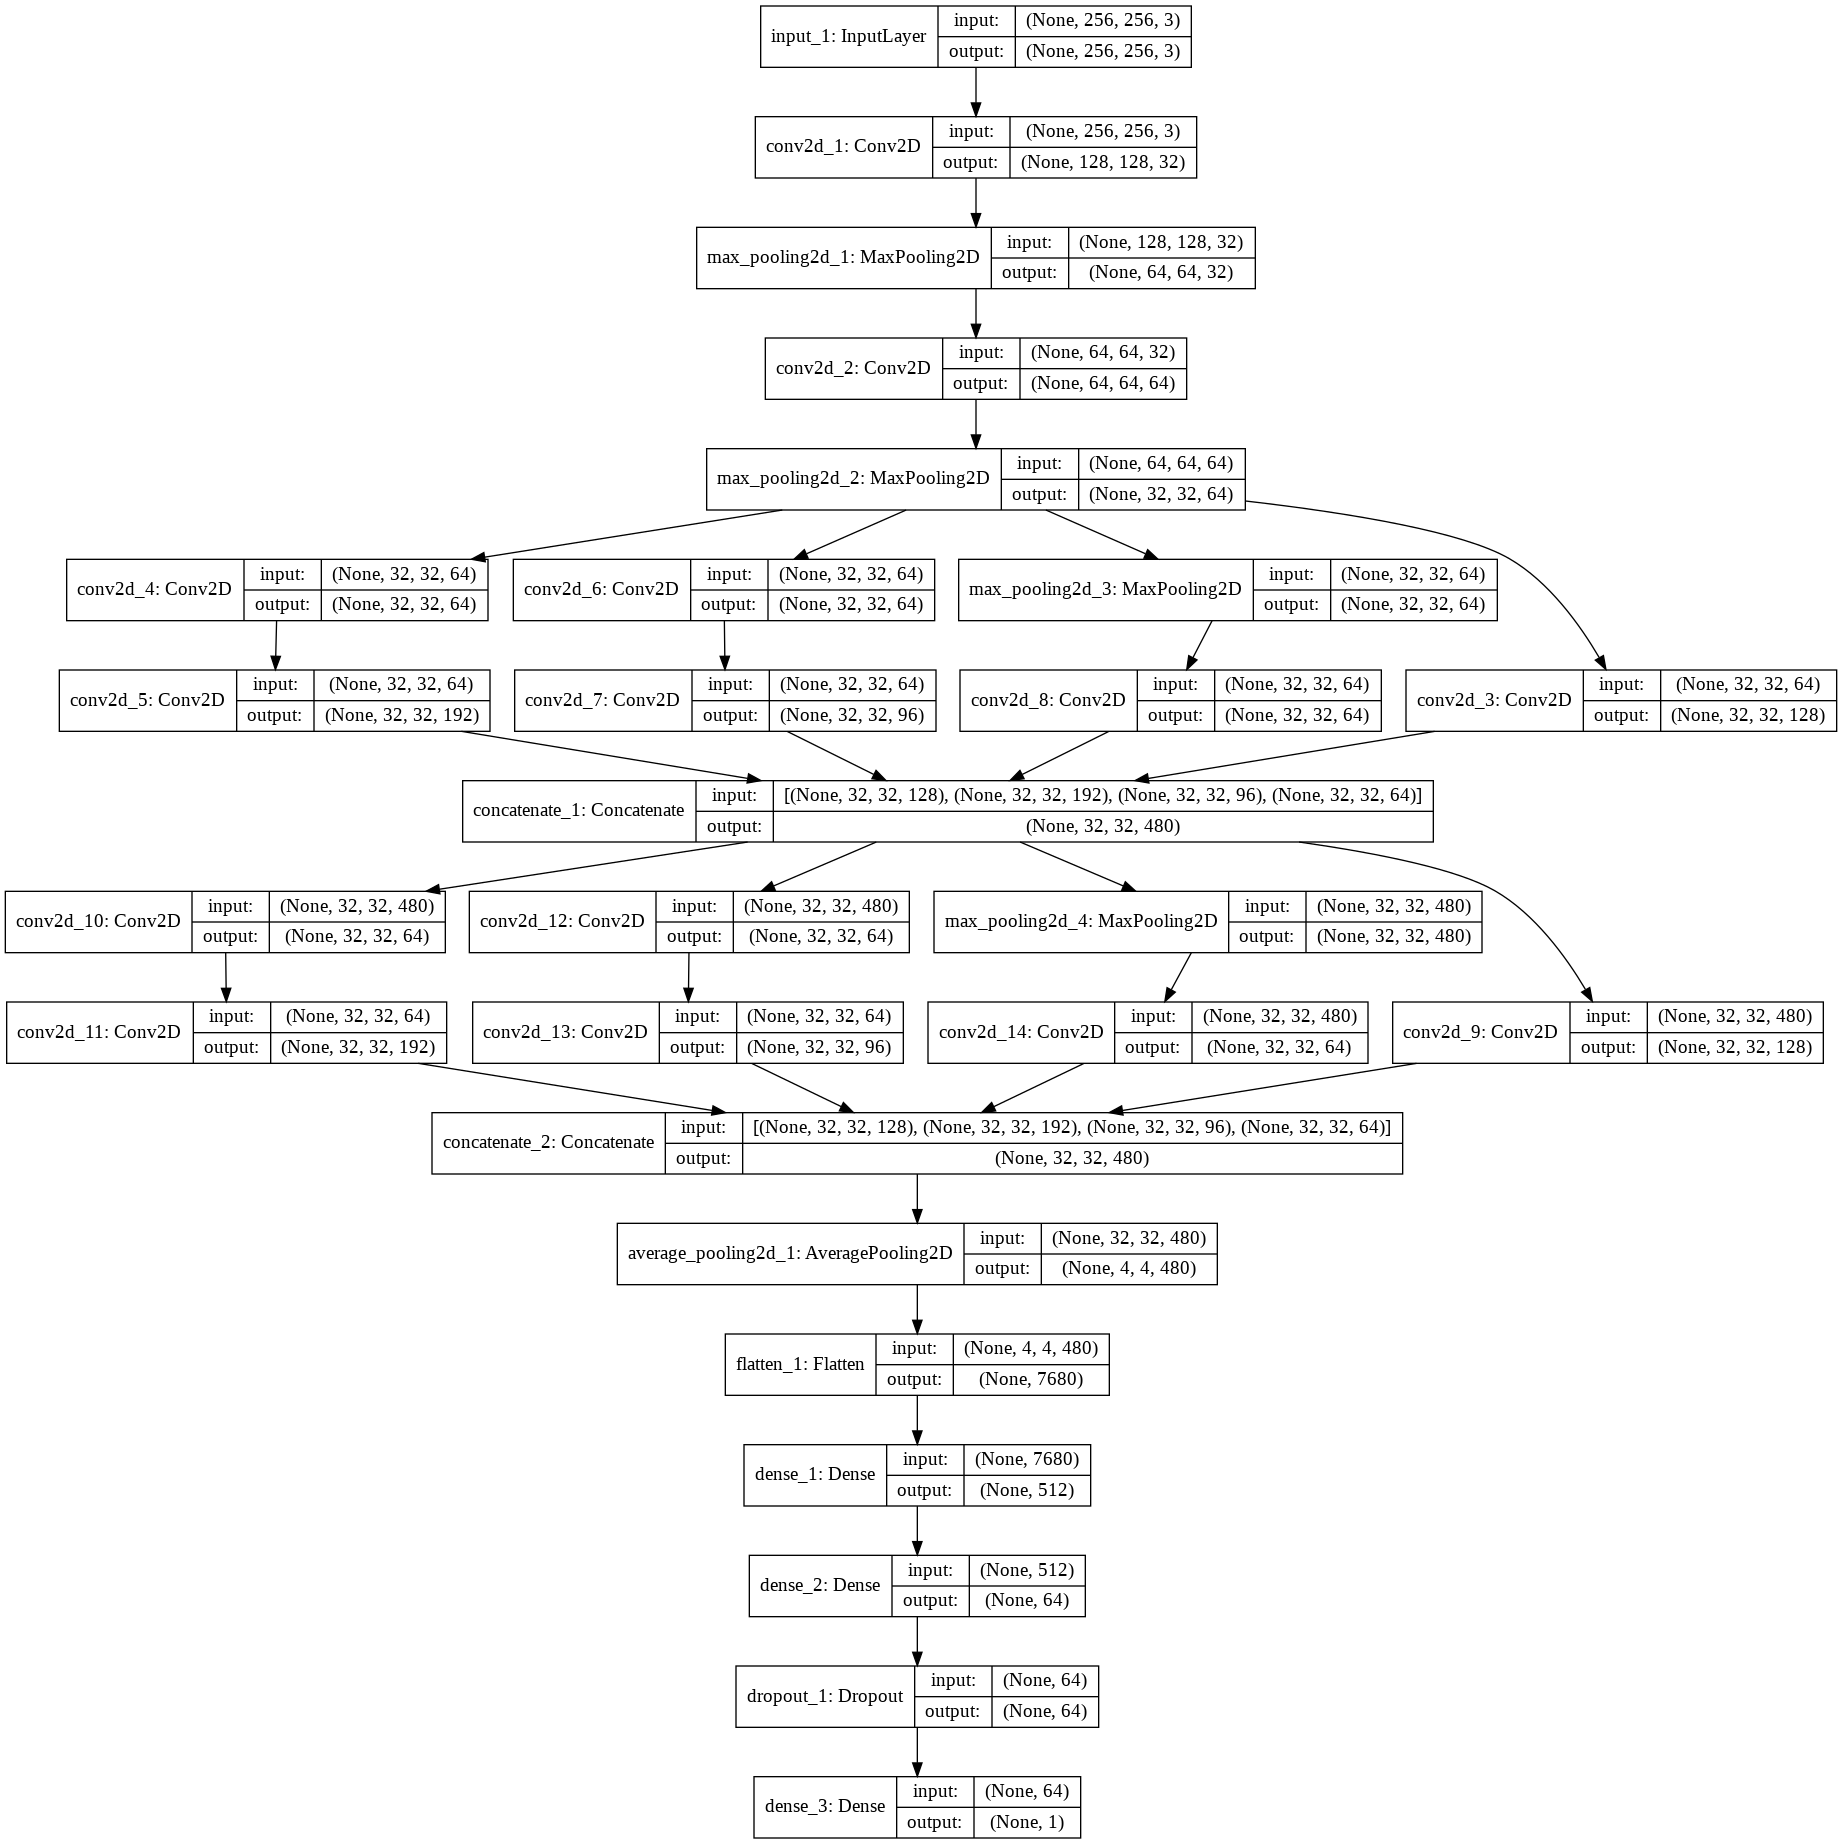 input_1: InputLayer
input: (None, 256, 256, 3)
output: (None, 256, 256, 3)
conv2d_1: Conv2D
input: (None, 256, 256, 3)
output: (None, 128, 128, 32)
max_pooling2d_1: MaxPooling2D
input: (None, 128, 128, 32)
output: (None, 64, 64, 32)
conv2d_2: Conv2D
input: (None, 64, 64, 32)
output: (None, 64, 64, 64)
max_pooling2d_2: MaxPooling2D
input: (None, 64, 64, 64)
output: (None, 32, 32, 64)
conv2d_4: Conv2D
input: (None, 32, 32, 64)
output: (None, 32, 32, 64)
conv2d_6: Conv2D
input: (None, 32, 32, 64)
output: (None, 32, 32, 64)
max_pooling2d_3: MaxPooling2D
input: (None, 32, 32, 64)
output: (None, 32, 32, 64)
conv2d_5: Conv2D
input: (None, 32, 32, 64)
output: (None, 32, 32, 192)
conv2d_7: Conv2D
input: (None, 32, 32, 64)
output: (None, 32, 32, 96)
conv2d_8: Conv2D
input: (None, 32, 32, 64)
output: (None, 32, 32, 64)
conv2d_3: Conv2D
input: (None, 32, 32, 64)
output: (None, 32, 32, 128)
concatenate_1: Concatenate
input: [(None, 32, 32, 128), (None, 32, 32, 192), (None, 32, 32, 96), (None, 32, 32, 64)]
output: (None, 32, 32, 480)
conv2d_10: Conv2D
input: (None, 32, 32, 480)
output: (None, 32, 32, 64)
conv2d_12: Conv2D
input: (None, 32, 32, 480)
output: (None, 32, 32, 64)
max_pooling2d_4: MaxPooling2D
input: (None, 32, 32, 480)
output: (None, 32, 32, 480)
conv2d_11: Conv2D
input: (None, 32, 32, 64)
output: (None, 32, 32, 192)
conv2d_13: Conv2D
input: (None, 32, 32, 64)
output: (None, 32, 32, 96)
conv2d_14: Conv2D
input: (None, 32, 32, 480)
output: (None, 32, 32, 64)
conv2d_9: Conv2D
input: (None, 32, 32, 480)
output: (None, 32, 32, 128)
concatenate_2: Concatenate
input: [(None, 32, 32, 128), (None, 32, 32, 192), (None, 32, 32, 96), (None, 32, 32, 64)]
output: (None, 32, 32, 480)
average_pooling2d_1: AveragePooling2D
input: (None, 32, 32, 480)
output: (None, 4, 4, 480)
flatten_1: Flatten
input: (None, 4, 4, 480)
output: (None, 7680)
dense_1: Dense
input: (None, 7680)
output: (None, 512)
dense_2: Dense
input: (None, 512)
output: (None, 64)
dropout_1: Dropout
input: (None, 64)
output: (None, 64)
dense_3: Dense
input: (None, 64)
output: (None, 1)